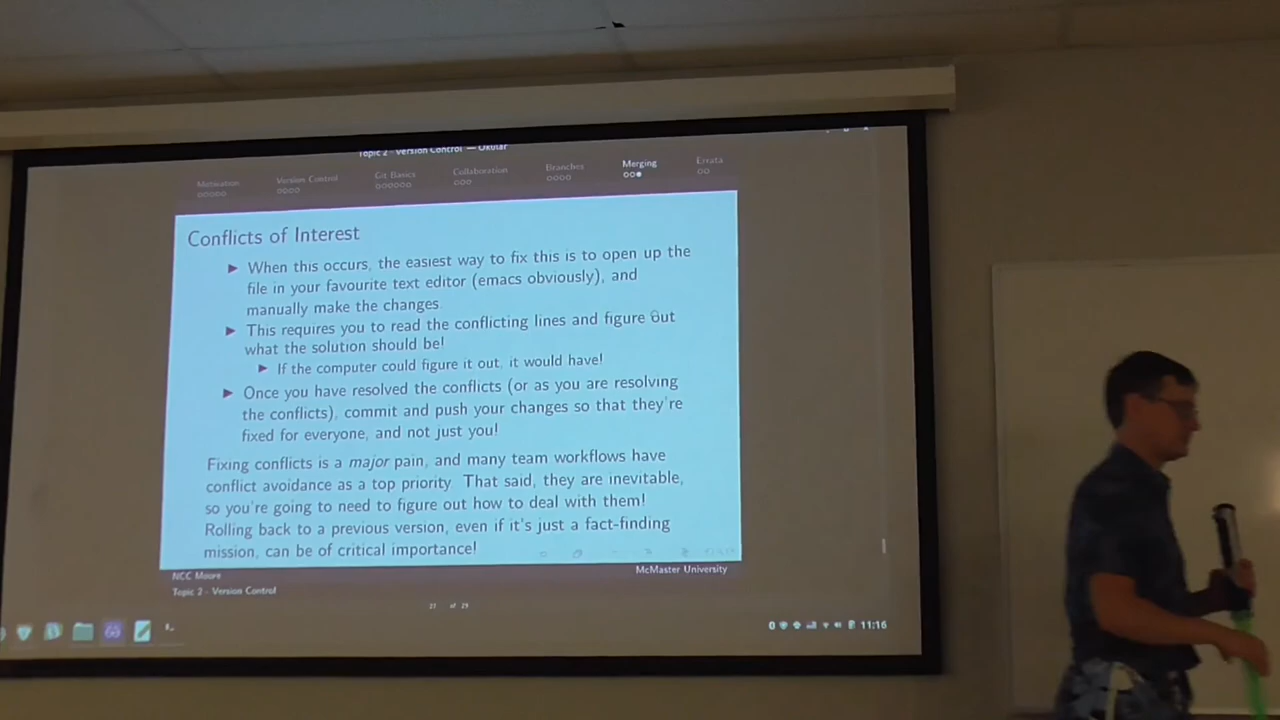 Topic 2 - Version Control — Okular
Motivation
Version Control
Git Basics
Collaboration
Branches
Merging
Errata
Conflicts of Interest
When this occurs, the easiest way to fix this is to open up the
file in your favourite text editor (emacs obviously), and
manually make the changes.
This requires you to read the conflicting lines and figure out
what the solution should be!
If the computer could figure it out, it would have!
Once you have resolved the conflicts (or as you are resolving
the conflicts), commit and push your changes so that they're
fixed for everyone, and not just you!
Fixing conflicts is a major pain, and many team workflows have
conflict avoidance as a top priority. That said, they are inevitable,
so you're going to need to figure out how to deal with them!
Rolling back to a previous version, even if it's just a fact-finding
mission, can be of critical importance!
NCC Moore
McMaster University
Topic 2 - Version Control
of
11:16